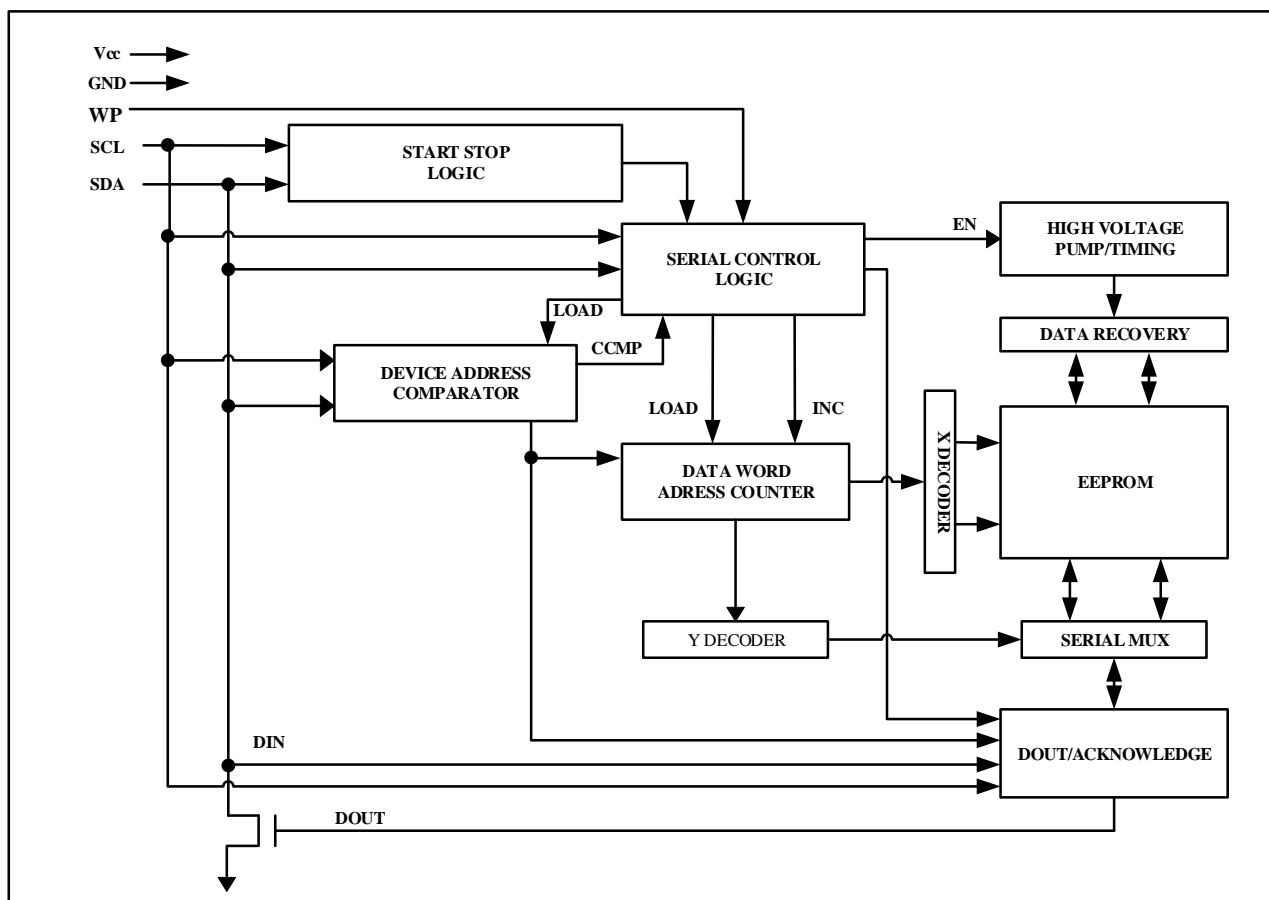 Vcc
GND
WP
SCL
SDA
START STOP
LOGIC
SERIAL CONTROL
LOGIC
EN
HIGH VOLTAGE
PUMP/TIMING
LOAD
CCMP
DATA RECOVERY
DEVICE ADDRESS
COMPARATOR
LOAD
INC
X DECODER
DATA WORD
ADRESS COUNTER
EEPROM
Y DECODER
SERIAL MUX
DIN
DOUT/ACKNOWLEDGE
DOUT